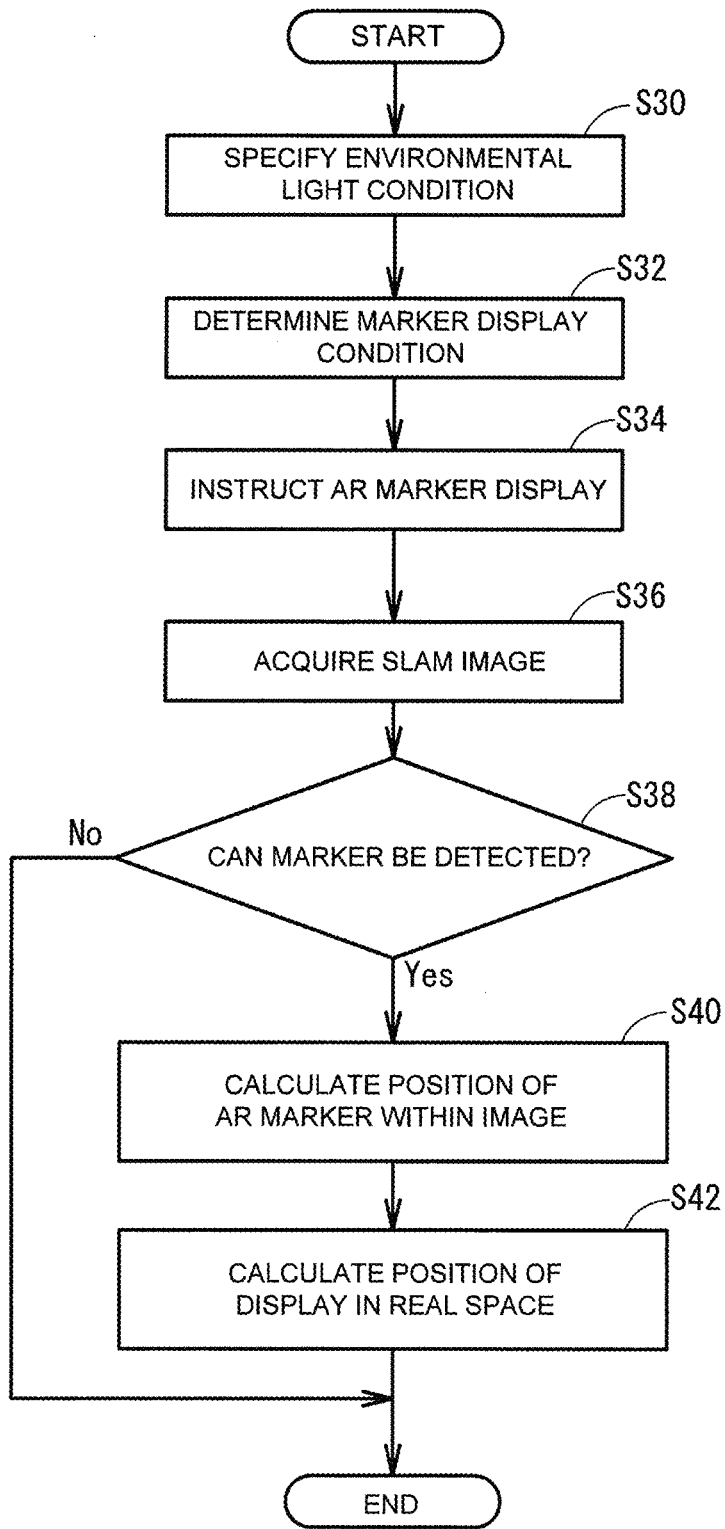 START
S30
SPECIFY ENVIRONMENTAL
LIGHT CONDITION
S32
DETERMINE MARKER DISPLAY
CONDITION
S34
INSTRUCT AR MARKER DISPLAY
S36
ACQUIRE SLAM IMAGE
S38
No
CAN MARKER BE DETECTED?
Yes
S40
CALCULATE POSITION OF
AR MARKER WITHIN IMAGE
S42
CALCULATE POSITION OF
DISPLAY IN REAL SPACE
END